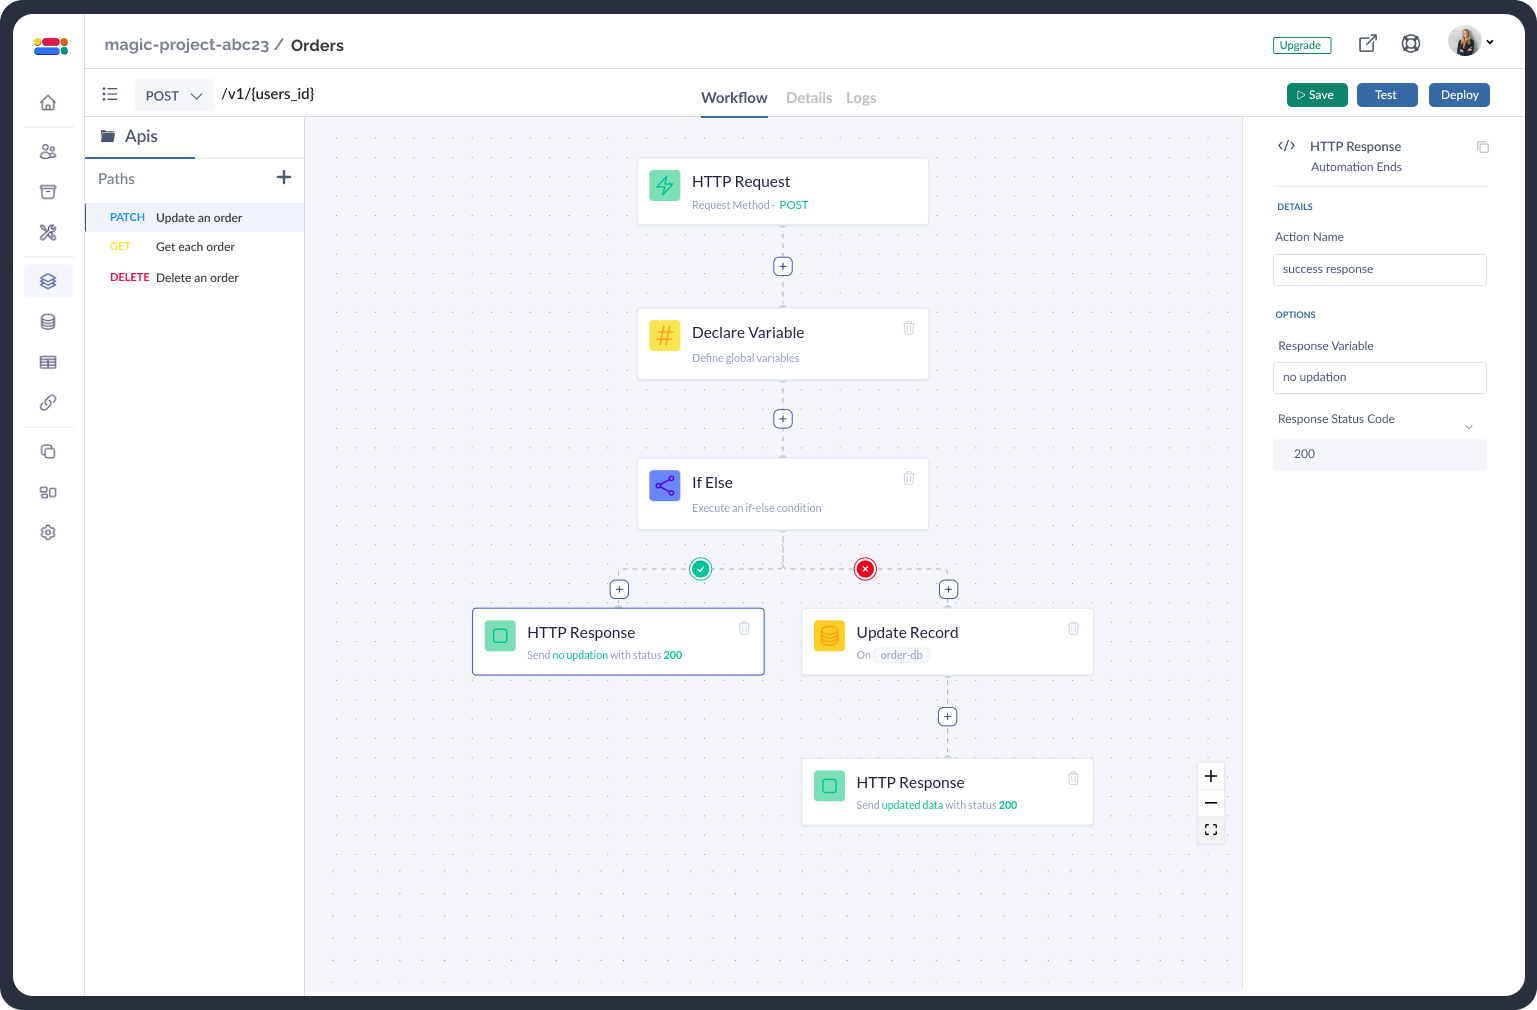 magic-project-abc23 / Orders
Upgrade
POST
/v1/{users_id}
Workflow
Details
Logs
Save
Test
Deploy
Apis
Paths
PATCH Update an order
GET Get each order
DELETE Delete an order
HTTP Request
Request Method - POST
Declare Variable
Define global variables
If Else
Execute an if-else condition
HTTP Response
Send no updation with status 200
Update Record
On order-db
HTTP Response
Send updated data with status 200
HTTP Response
Automation Ends
DETAILS
Action Name
success response
OPTIONS
Response Variable
no updation
Response Status Code
200